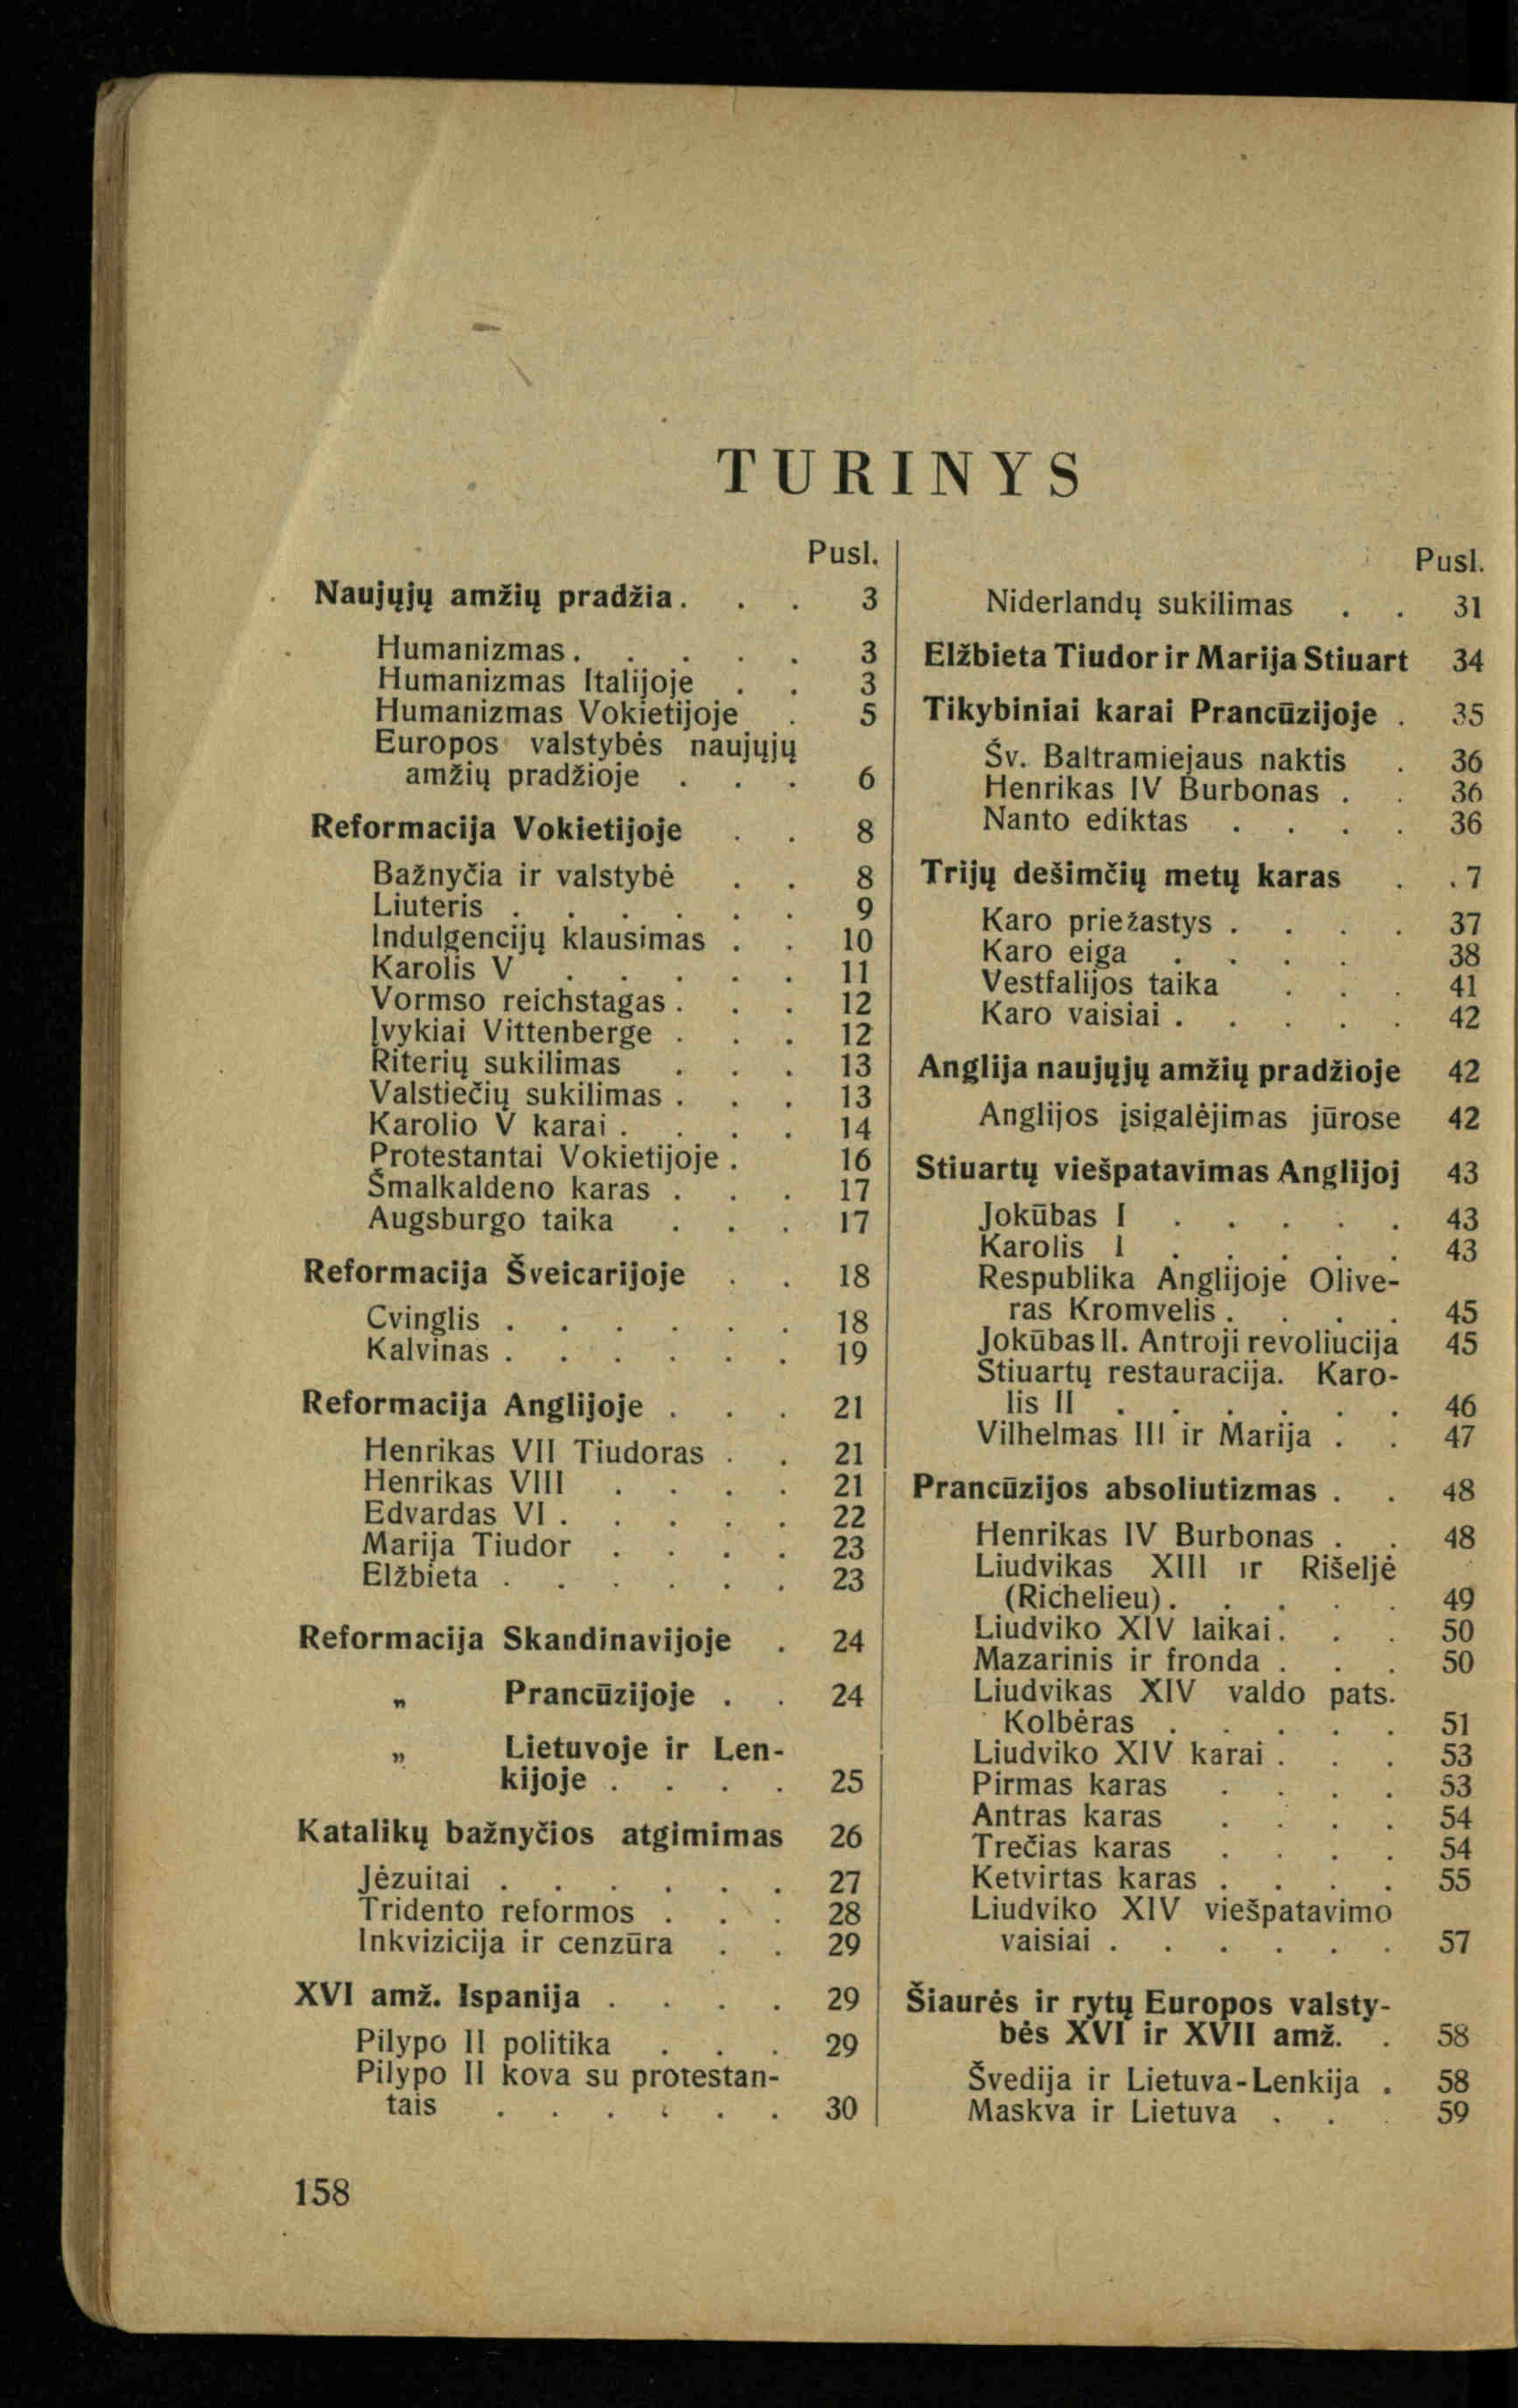 TURINYS
Pusl.
Naujųjų amžių pradžia. . . 3
Humanizmas. . . . . 3
Humanizmas Italijoje . . 3
Humanizmas Vokietijoje . 5
Europos valstybės naujųjų
amžių pradžioje . . . 6
Reformacija Vokietijoje . . 8
Bažnyčia ir valstybė . . 8
Liuteris . . . . . . 9
Indulgencijų klausimas . . 10
Karolis V . . . . . 11
Vormso reichstagas . . . 12
Įvykiai Vittenberge . . . 12
Riterių sukilimas . . . 13
Valstiečių sukilimas . . . 13
Karolio V karai . . . . 14
Protestantai Vokietijoje . 16
Šmalkaldeno karas . . . 17
Augsburgo taika . . . 17
Reformacija Šveicarijoje . . 18
Cvinglis . . . . . . 18
Kalvinas . . . . . . 19
Reformacija Anglijoje . . . 21
Henrikas VII Tiudoras . . 21
Henrikas VIII . . . . 21
Edvardas VI . . . . . 22
Marija Tiudor . . . . 23
Elžbieta . . . . . . 23
Reformacija Skandinavijoje . 24
„ Prancūzijoje . . 24
„ Lietuvoje ir Len-
kijoje . . . . 25
Katalikų bažnyčios atgimimas 26
Jėzuitai . . . . . . 27
Tridento reformos . . . 28
Inkvizicija ir cenzūra . . 29
XVI amž. Ispanija . . . . 29
Pilypo II politika . . . 29
Pilypo II kova su protestan-
tais . . . . . . 30
Pusl.
Niderlandų sukilimas . . 31
Elžbieta Tiudor ir Marija Stiuart 34
Tikybiniai karai Prancūzijoje . 35
Šv. Baltramiejaus naktis . 36
Henrikas IV Burbonas . . 36
Nanto ediktas . . . . 36
Trijų dešimčių metų karas . . 7
Karo priežastys . . . . 37
Karo eiga . . . . 38
Vestfalijos taika . . . 41
Karo vaisiai . . . . . 42
Anglija naujųjų amžių pradžioje 42
Anglijos įsigalėjimas jūrose 42
Stiuartų viešpatavimas Anglijoj 43
Jokūbas I . . . . . 43
Karolis I . . . . . 43
Respublika Anglijoje Olive-
ras Kromvelis . . . . 45
Jokūbas II. Antroji revoliucija 45
Stiuartų restauracija. Karo-
lis II . . . . . . 46
Vilhelmas III ir Marija . . 47
Prancūzijos absoliutizmas . . 48
Henrikas IV Burbonas . . 48
Liudvikas XIII ir Rišeljė
(Richelieu) . . . . . 49
Liudviko XIV laikai . . . 50
Mazarinis ir fronda . . . 50
Liudvikas XIV valdo pats.
Kolbėras . . . . . 51
Liudviko XIV karai . . . 53
Pirmas karas . . . . 53
Antras karas . . . . 54
Trečias karas . . . . 54
Ketvirtas karas . . . . 55
Liudviko XIV viešpatavimo
vaisiai . . . . . . 57
Šiaurės ir rytų Europos valsty-
bės XVI ir XVII amž. . 58
Švedija ir Lietuva-Lenkija . 58
Maskva ir Lietuva . . . 59
158